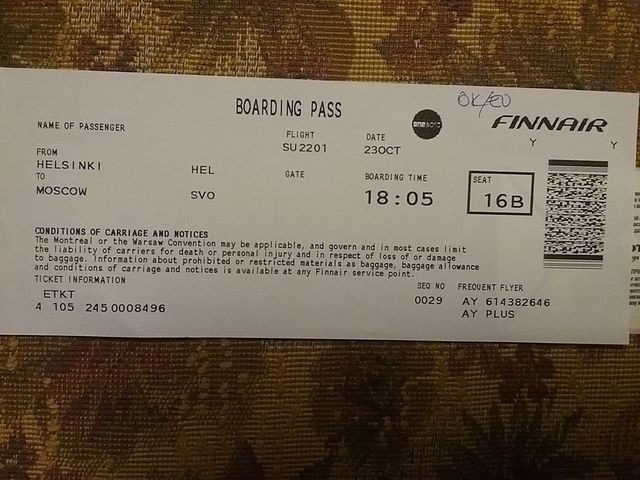 BOARDING PASS
OK/EU
FINNAIR
NAME OF PASSENGER
FLIGHT
SU2201
DATE
23OCT
Y Y
FROM
HELSINKI HEL
TO
MOSCOW SVO
GATE
BOARDING TIME
18:05
SEAT
16B
CONDITIONS OF CARRIAGE AND NOTICES
The Montreal or the Warsaw Convention may be applicable, and govern and in most cases limit
the liability of carriers for death or personal injury and in respect of loss of or damage
to baggage. Information about prohibited or restricted materials as baggage, baggage allowance
and conditions of carriage and notices is available at any Finnair service point.
TICKET INFORMATION
ETKT
4 105 2450008496
SEQ NO
0029
FREQUENT FLYER
AY 614382646
AY PLUS